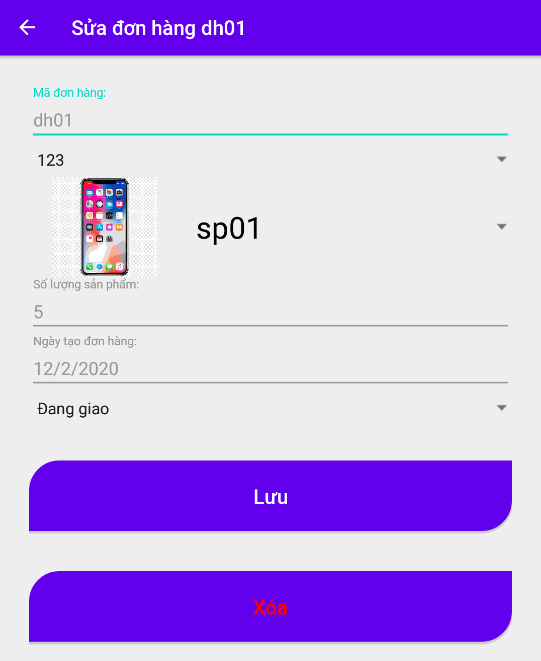 Sửa đơn hàng dh01
Mã đơn hàng:
dh01
123
sp01
Số lượng sản phẩm:
5
Ngày tạo đơn hàng:
12/2/2020
Đang giao
Lưu
Xóa